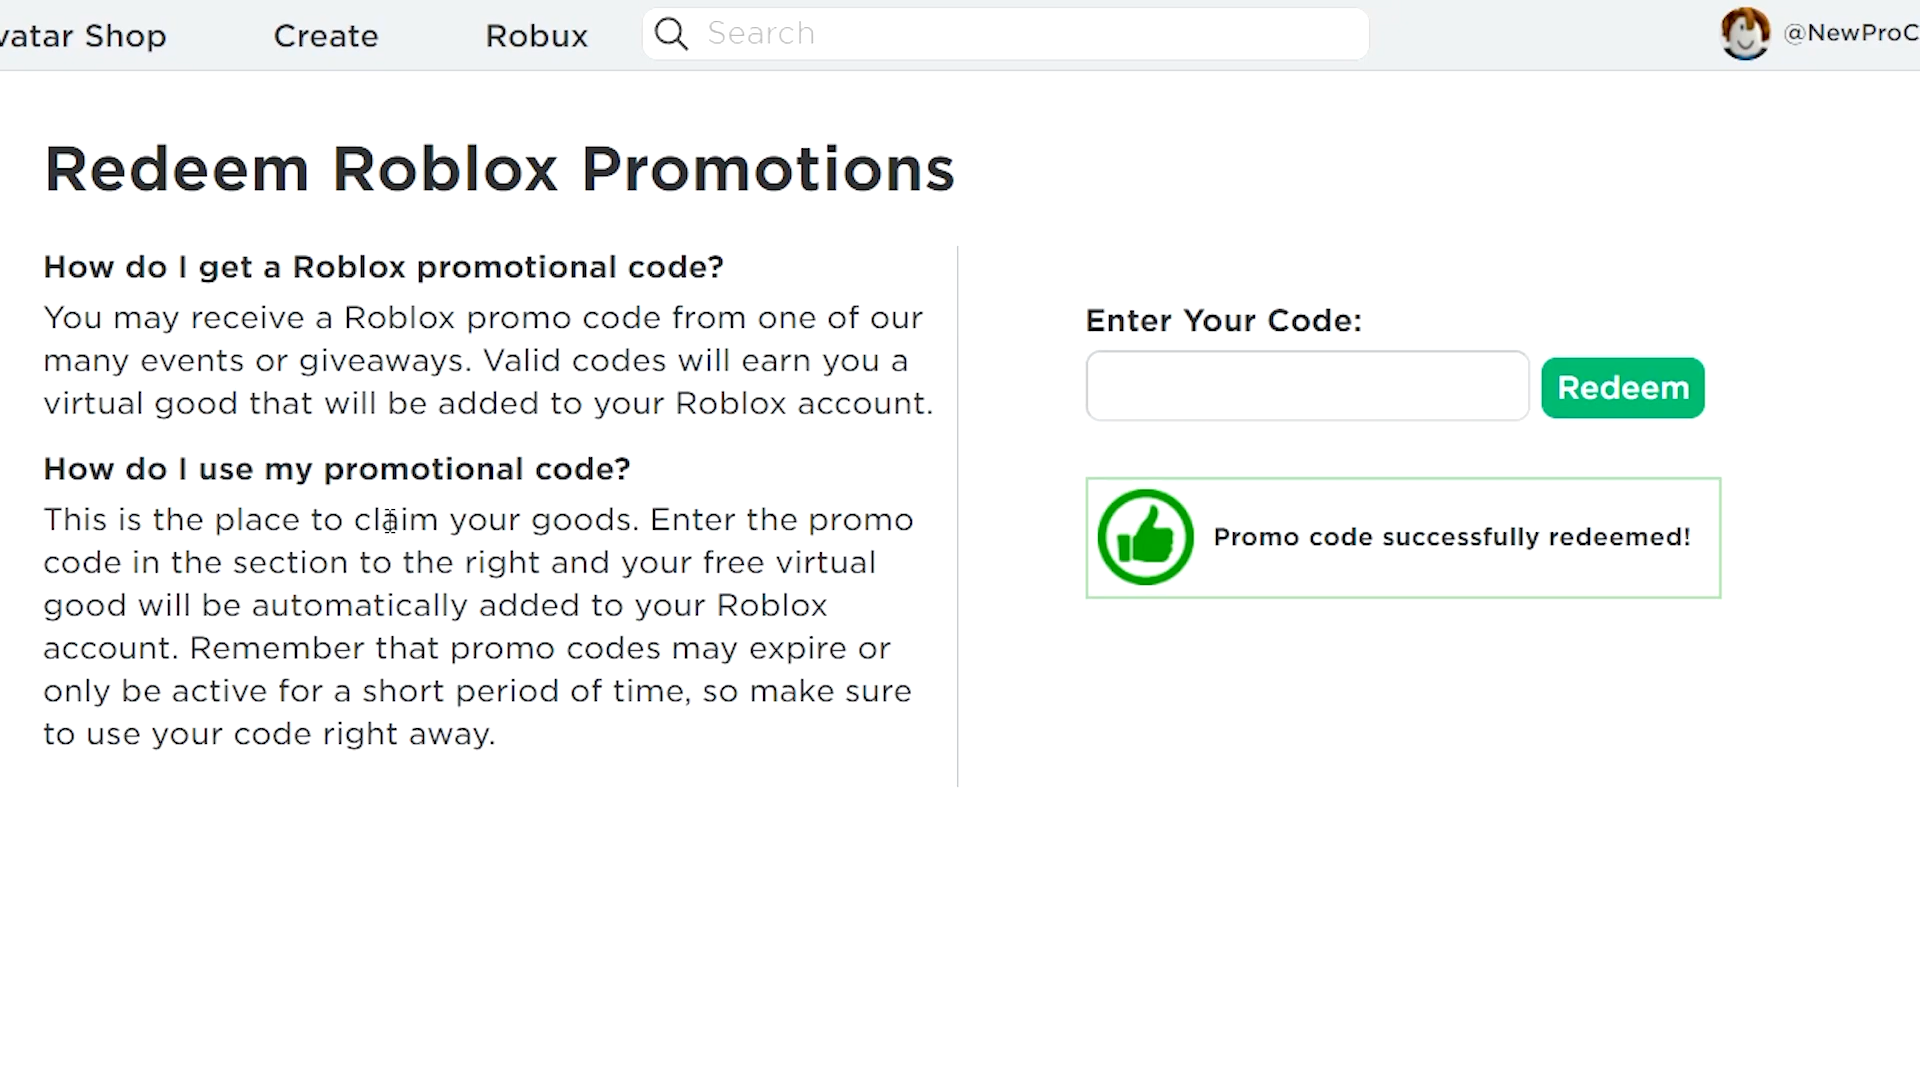 vatar Shop
Create
Robux
Search
@NewProC
Redeem Roblox Promotions
How do I get a Roblox promotional code?
You may receive a Roblox promo code from one of our
many events or giveaways. Valid codes will earn you a
virtual good that will be added to your Roblox account.
How do I use my promotional code?
This is the place to claim your goods. Enter the promo
code in the section to the right and your free virtual
good will be automatically added to your Roblox
account. Remember that promo codes may expire or
only be active for a short period of time, so make sure
to use your code right away.
Enter Your Code:
Redeem
Promo code successfully redeemed!